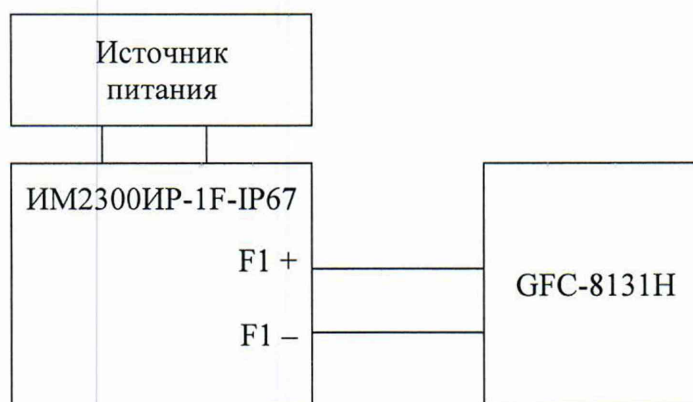 Источник
питания
ИМ2300ИР-1F-IP67
F1 +
F1 –
GFC-8131H